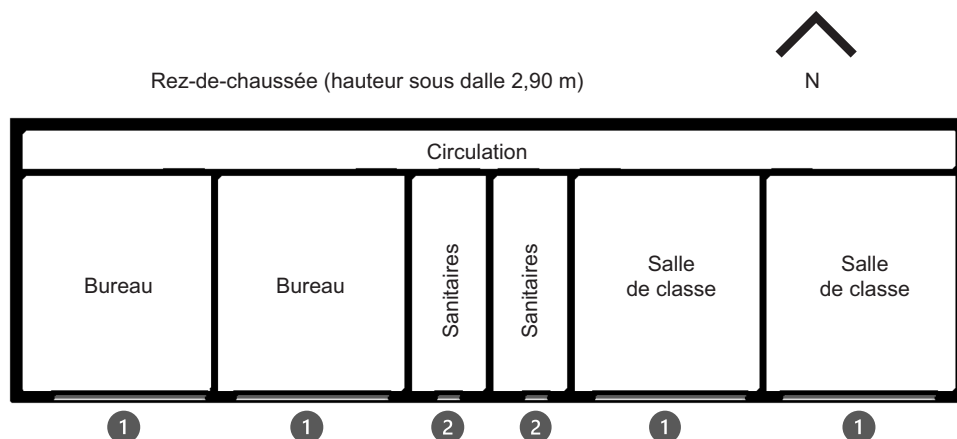 Rez-de-chaussée (hauteur sous dalle 2,90 m)
N
Circulation
Bureau
Bureau
Sanitaires
Sanitaires
Salle
de classe
Salle
de classe
1
1
2
2
1
1